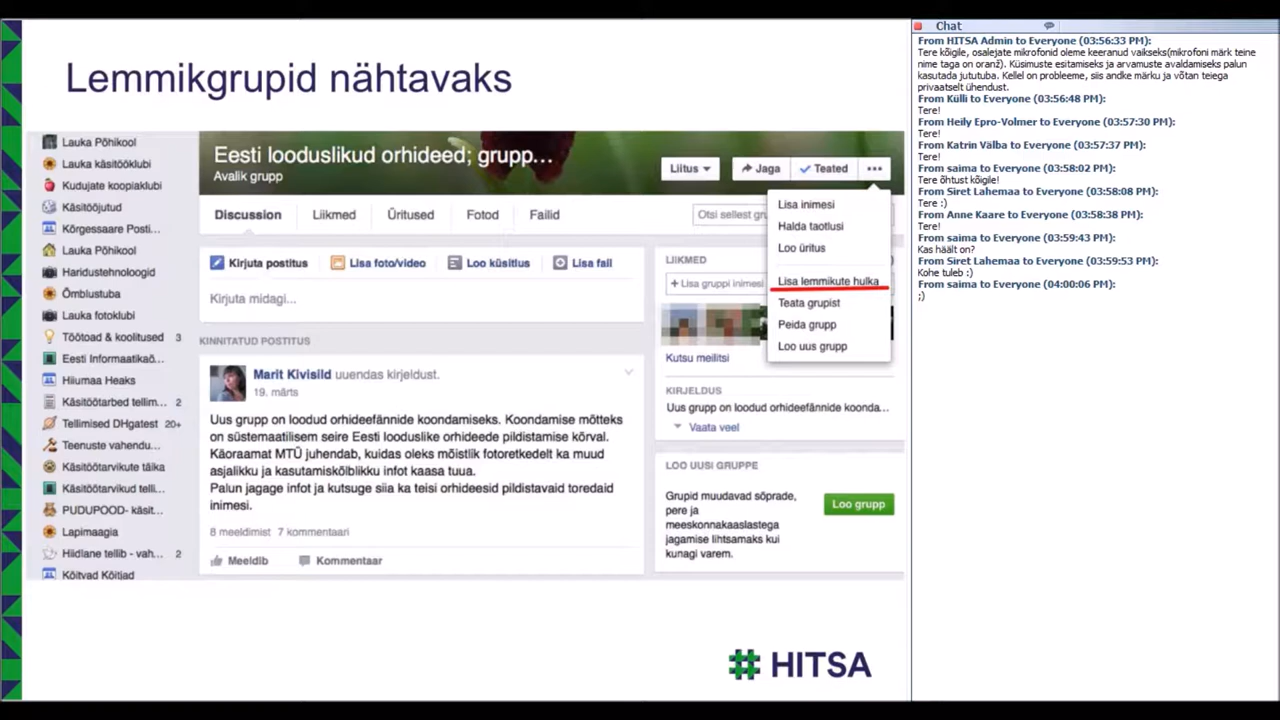 Lemmikgrupid nähtavaks
Lauka Põhikool
Lauka käsitööklubi
Kudujate koopiaklubi
Käsitööjutud
Kõrgessaare Posti...
Lauka Põhikool
Haridustehnoloogid
Õmblustuba
Lauka fotoklubi
Töötoad & koolitused 3
Eesti Informaatikaõ...
Hiiumaa Heaks
Käsitöötarbed tellim... 2
Tellimised DHgatest 20+
Teenuste vahendu...
Käsitöötarvikute täika
Käsitöötarvikud telli...
PUDUPOOD- käsit...
Lapimaagia
Hiidlane tellib - vah... 2
Kõitvad Kõitjad
Eesti looduslikud orhideed; grupp...
Avalik grupp
Liitus
Jaga
Teated
Discussion Liikmed Üritused Fotod Failid
Otsi sellest gru
Lisa inimesi
Halda taotlusi
Loo üritus
Lisa lemmikute hulka
Teata grupist
Peida grupp
Loo uus grupp
Kirjuta postitus Lisa foto/video Loo küsitlus Lisa fail
Kirjuta midagi...
KINNITATUD POSTITUS
Marit Kivisild uuendas kirjeldust.
19. märts
Uus grupp on loodud orhideefännide koondamiseks. Koondamise mõtteks
on süstemaatilisem seire Eesti looduslike orhideede pildistamise kõrval.
Käoraamat MTÜ juhendab, kuidas oleks mõistlik fotoretkedelt ka muud
asjalikku ja kasutamiskõlblikku infot kaasa tuua.
Palun jagage infot ja kutsuge siia ka teisi orhideesid pildistavaid toredaid
inimesi.
8 meeldimist 7 kommentaari
Meeldib Kommentaar
LIIKMED
+ Lisa gruppi inimesi
Kutsu meilitsi
KIRJELDUS
Uus grupp on loodud orhideefännide koonda...
Vaata veel
LOO UUSI GRUPPE
Grupid muudavad sõprade,
pere ja
meeskonnakaaslastega
jagamise lihtsamaks kui
kunagi varem.
Loo grupp
HITSA
Chat
From HITSA Admin to Everyone (03:56:33 PM):
Tere kõigile, osalejate mikrofonid oleme keeranud vaikseks(mikrofoni märk teine
nime taga on oranž). Küsimuste esitamiseks ja arvamuste avaldamiseks palun
kasutada jututuba. Kellel on probleeme, siis andke märku ja võtan teiega
privaatselt ühendust.
From Külli to Everyone (03:56:48 PM):
Tere!
From Heily Epro-Volmer to Everyone (03:57:30 PM):
Tere!
From Katrin Välba to Everyone (03:57:37 PM):
Tere!
From saima to Everyone (03:58:02 PM):
Tere õhtust kõigile!
From Siret Lahemaa to Everyone (03:58:08 PM):
Tere :)
From Anne Kaare to Everyone (03:58:38 PM):
Tere!
From saima to Everyone (03:59:43 PM):
Kas häält on?
From Siret Lahemaa to Everyone (03:59:53 PM):
Kohe tuleb :)
From saima to Everyone (04:00:06 PM):
;)